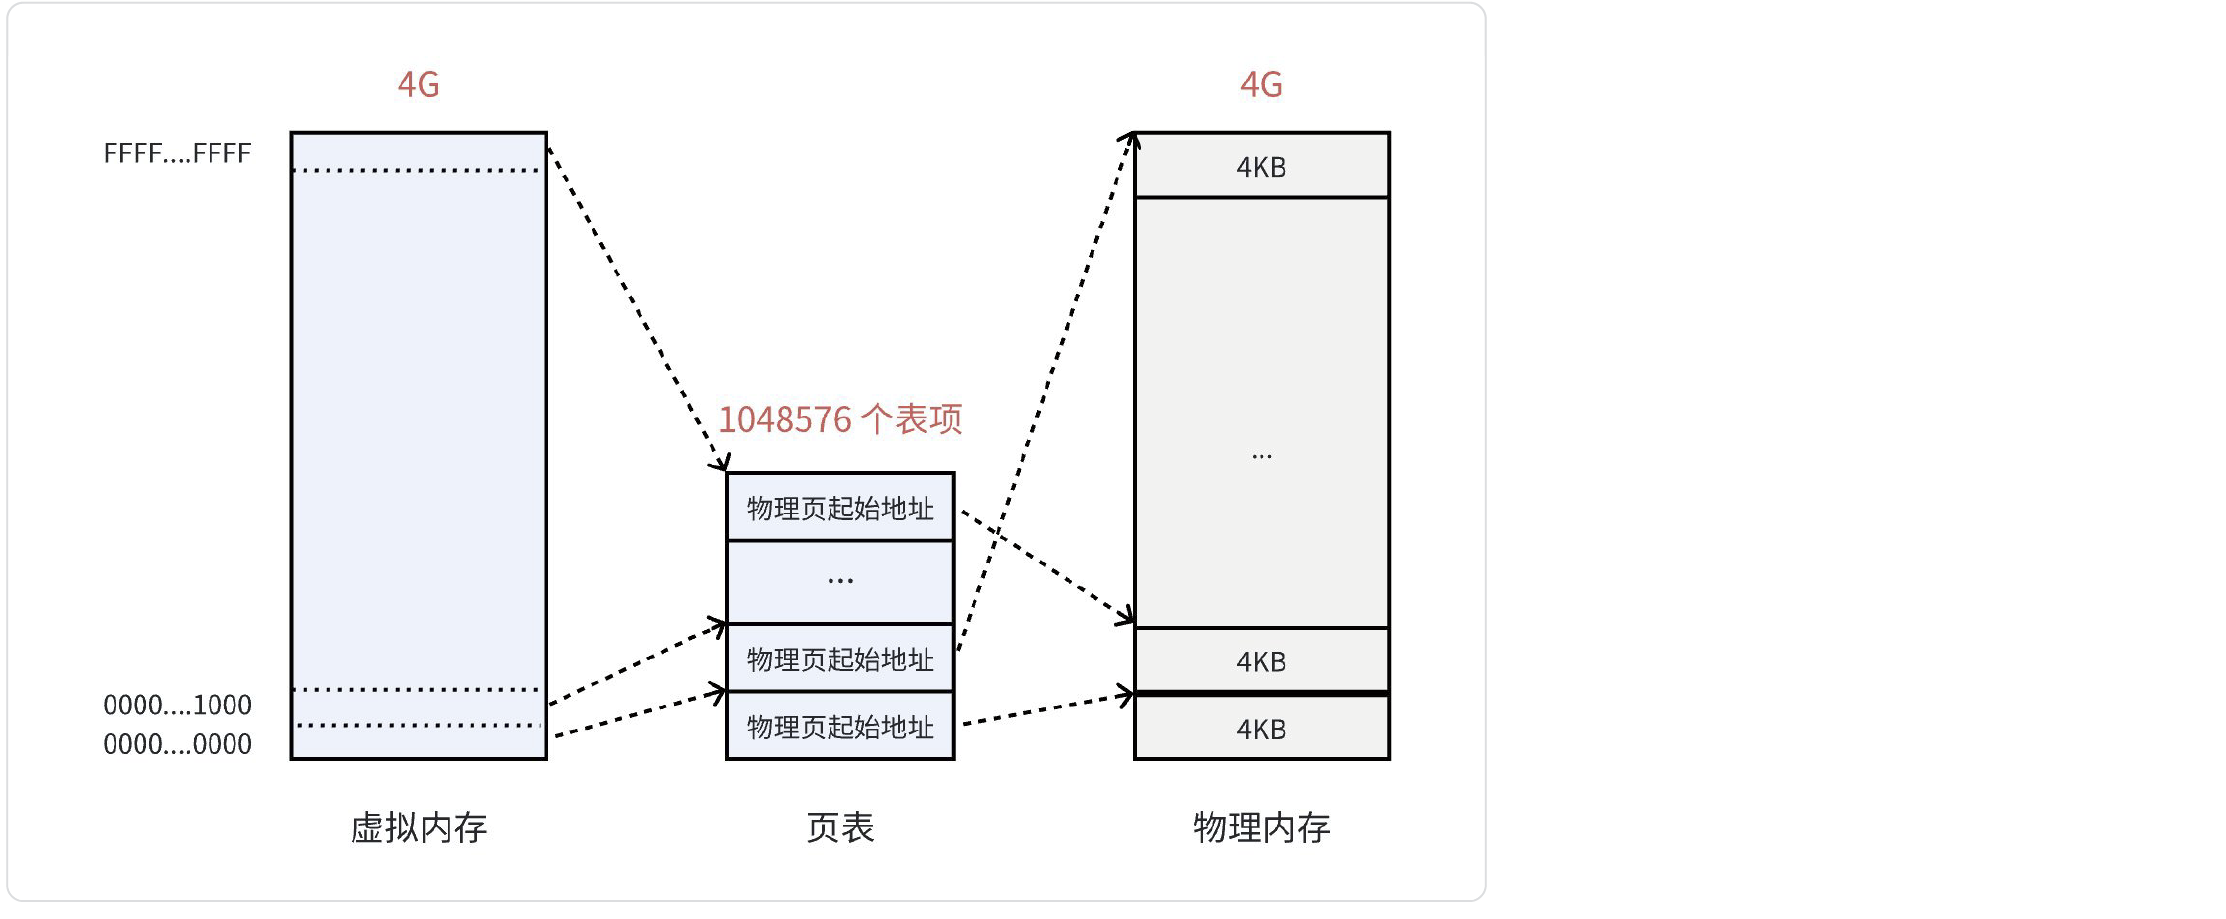 4G
4G
FFFF....FFFF
4KB
1048576 个表项
...
物理页起始地址
...
物理页起始地址
4KB
0000....1000
物理页起始地址
4KB
0000....0000
虚拟内存
页表
物理内存